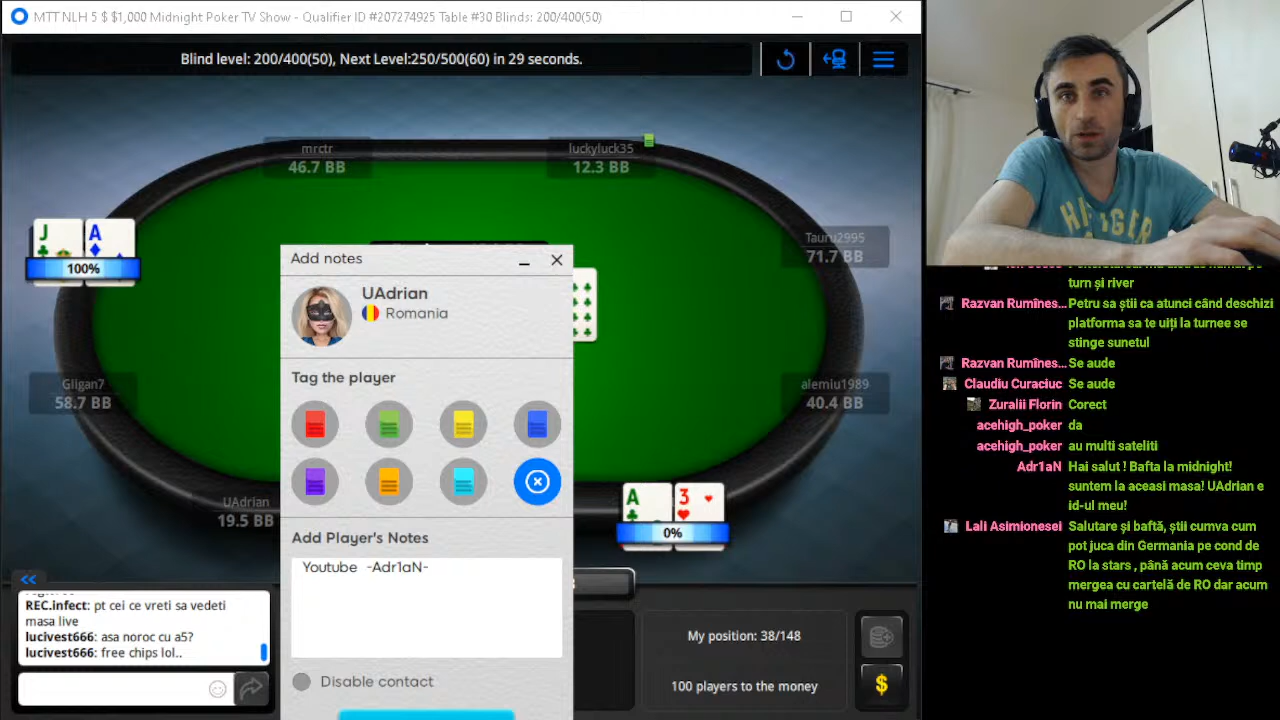 MTT NLH 5 $ $1,000 Midnight Poker TV Show - Qualifier ID #207274925 Table #30 Blinds: 200/400(50)
Blind level: 200/400(50), Next Level:250/500(60) in 29 seconds.
mrctr
46.7 BB
luckyluck35
12.3 BB
J A
100%
Tauru2995
71.7 BB
Gligan7
58.7 BB
alemiu1989
40.4 BB
UAdrian
19.5 BB
A 3
0%
Add notes
UAdrian
Romania
Tag the player
Add Player's Notes
Youtube -Adr1aN-
Disable contact
REC.infect: pt cei ce vreti sa vedeti
masa live
lucivest666: asa noroc cu a5?
lucivest666: free chips lol..
My position: 38/148
100 players to the money
$
turn și river
Razvan Rumînes... Petru sa știi ca atunci când deschizi
platforma sa te uiți la turnee se
stinge sunetul
Razvan Rumînes... Se aude
Claudiu Curaciuc Se aude
Zuralii Florin Corect
acehigh_poker da
acehigh_poker au multi sateliti
Adr1aN Hai salut ! Bafta la midnight!
suntem la aceasi masa! UAdrian e
id-ul meu!
Lali Asimionesei Salutare și baftă, știi cumva cum
pot juca din Germania pe cond de
RO la stars , până acum ceva timp
mergea cu cartelă de RO dar acum
nu mai merge